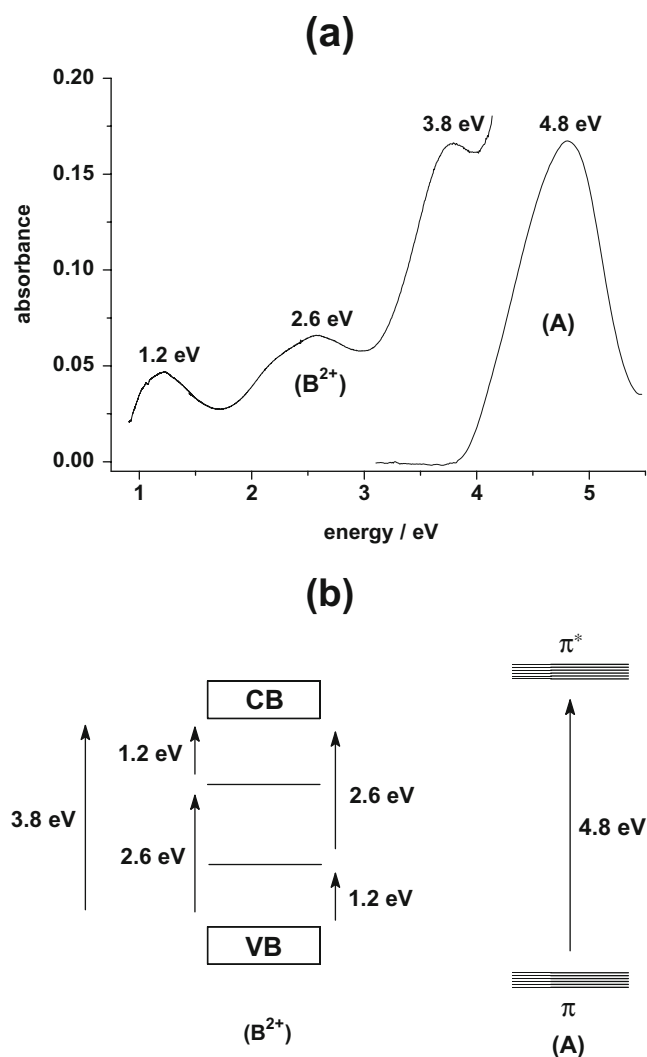 (a)
0.20
0.15
0.10
0.05
0.00
absorbance
3.8 eV
4.8 eV
2.6 eV
1.2 eV
(B²⁺)
(A)
1 2 3 4 5
energy / eV
(b)
π*
CB
1.2 eV
3.8 eV
2.6 eV
4.8 eV
2.6 eV
1.2 eV
VB
π
(B²⁺)
(A)